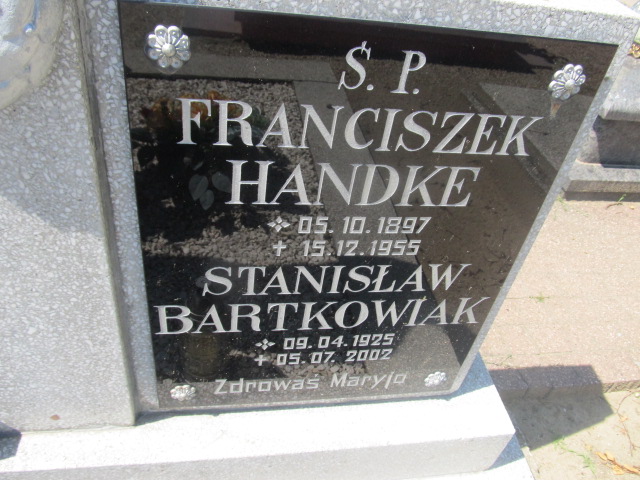 Ś. P.
FRANCISZEK
HANDKE
05.10.1897
15.12.1955
STANISŁAW
BARTKOWIAK
09.04.1925
05.07.2002
Zdrowaś Maryjo